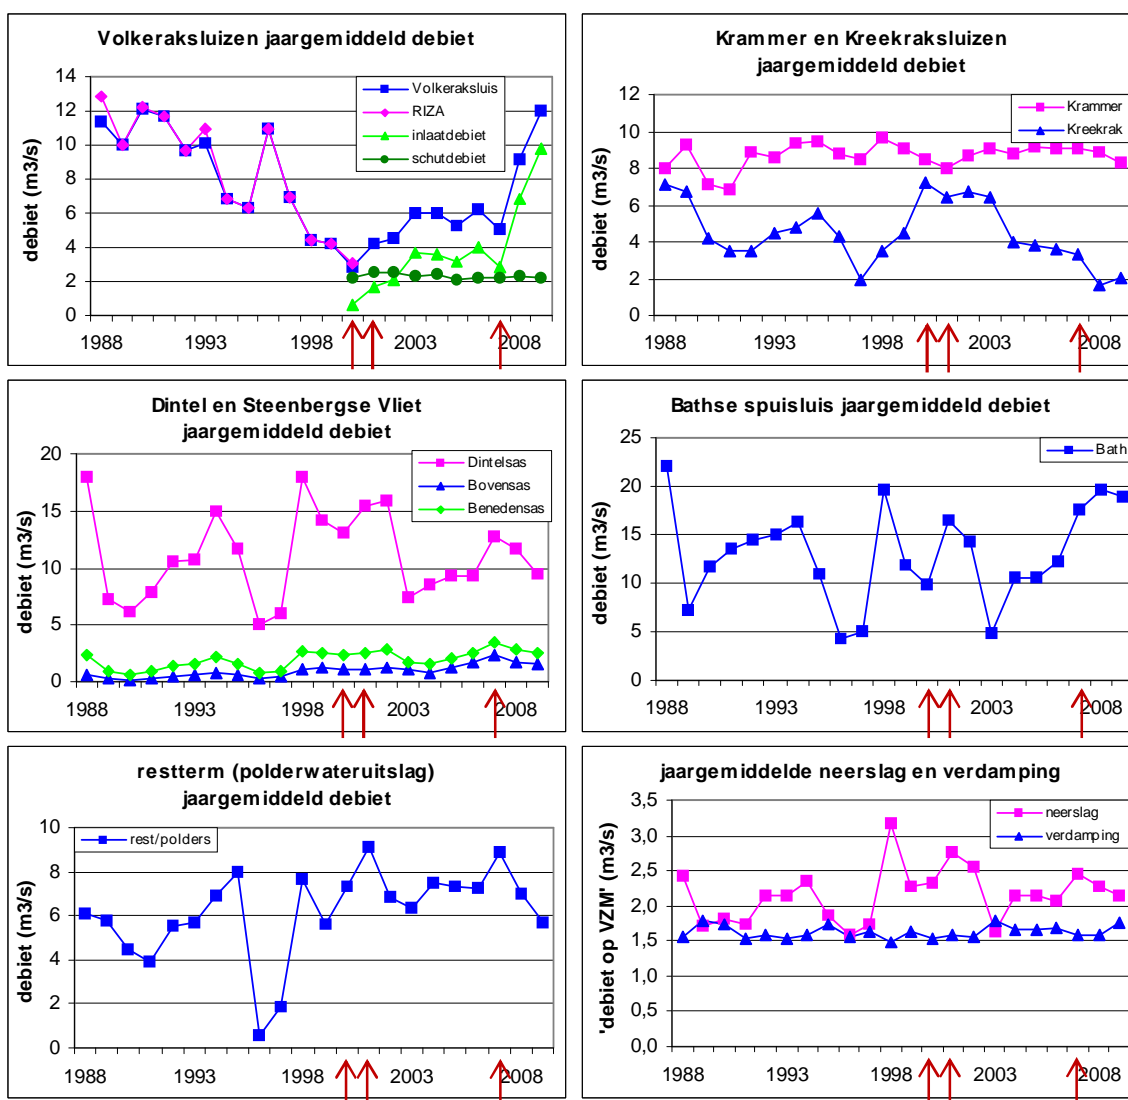 Volkeraksluizen jaargemiddeld debiet
debiet (m3/s)
14
12
10
8
6
4
2
0
Volkeraksluis
RIZA
inlaatdebiet
schutdebiet
1988
1993
1998
2003
2008
Krammer en Kreekraksluizen
jaargemiddeld debiet
debiet (m3/s)
12
10
8
6
4
2
0
Krammer
Kreekrak
1988
1993
1998
2003
2008
Dintel en Steenbergse Vliet
jaargemiddeld debiet
debiet (m3/s)
20
15
10
5
0
Dintelsas
Bovensas
Benedensas
1988
1993
1998
2003
2008
Bathse spuisluis jaargemiddeld debiet
debiet (m3/s)
25
20
15
10
5
0
Bath
1988
1993
1998
2003
2008
restterm (polderwateruitslag)
jaargemiddeld debiet
debiet (m3/s)
10
8
6
4
2
0
rest/polders
1988
1993
1998
2003
2008
jaargemiddelde neerslag en verdamping
'debiet op VZM' (m3/s)
3,5
3,0
2,5
2,0
1,5
1,0
0,5
0,0
neerslag
verdamping
1988
1993
1998
2003
2008